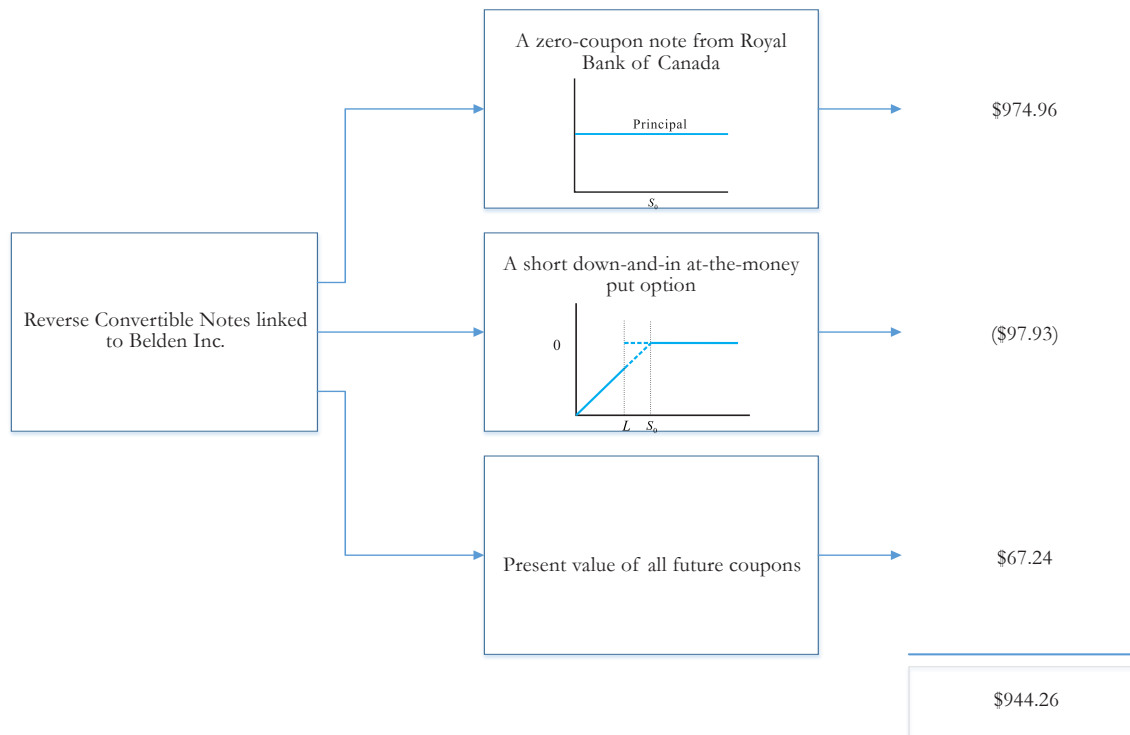 A zero-coupon note from Royal
Bank of Canada
Principal
S₀
$974.96
Reverse Convertible Notes linked
to Belden Inc.
A short down-and-in at-the-money
put option
0
L S₀
($97.93)
Present value of all future coupons
$67.24
$944.26